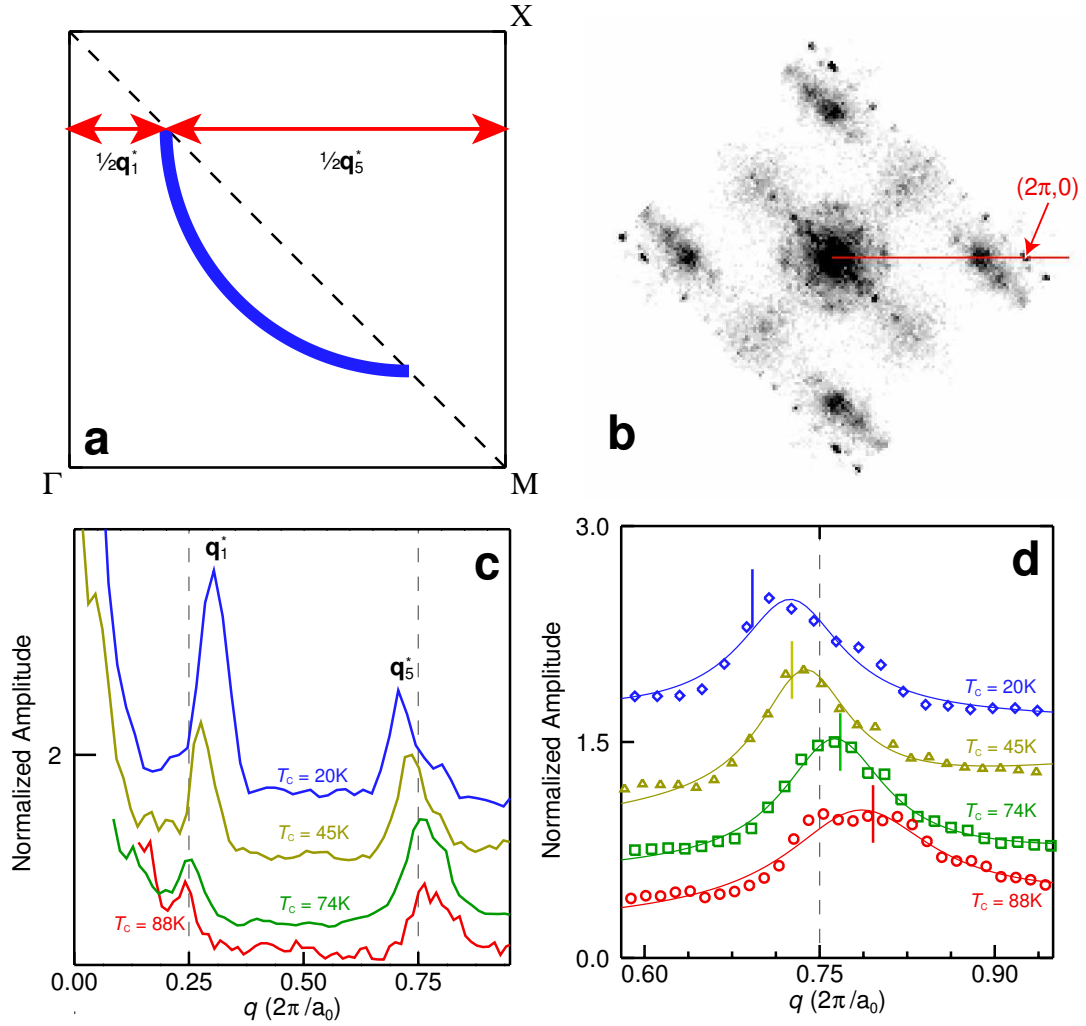 X
½q₁*
½q₅*
a
Γ
M
(2π,0)
b
c
q₁*
q₅*
Normalized Amplitude
2
T_C = 20K
T_C = 45K
T_C = 74K
T_C = 88K
0.00
0.25
0.50
0.75
q (2π/a₀)
d
Normalized Amplitude
3.0
1.5
0.0
T_C = 20K
T_C = 45K
T_C = 74K
T_C = 88K
0.60
0.75
0.90
q (2π/a₀)